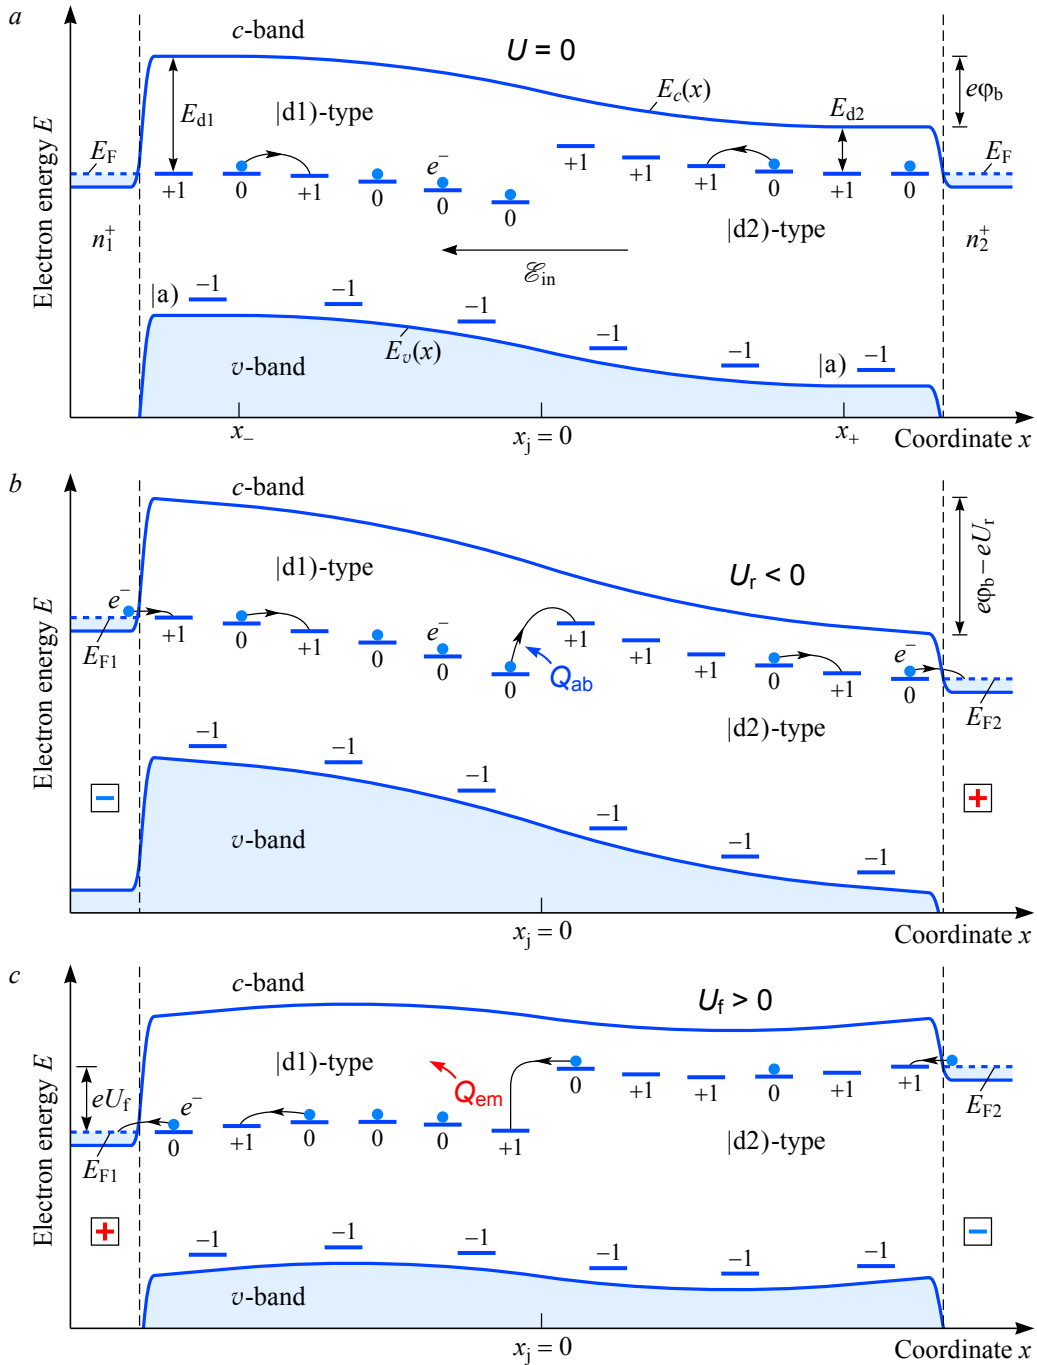 a
Electron energy E
c-band
U = 0
E_d1
|d1)-type
E_c(x)
E_d2
eφ_b
E_F
E_F
e⁻
+1 0 +1 0 0 0 +1 +1 +1 0 +1 0
n₁⁺
|d2)-type
n₂⁺
ℰ_in
|a) −1 −1 −1 −1 −1 |a) −1
E_v(x)
v-band
x₋
x_j = 0
x₊
Coordinate x
b
Electron energy E
c-band
|d1)-type
U_r < 0
eφ_b − eU_r
e⁻
e⁻
e⁻
+1 0 +1 0 0 0 +1 +1 +1 0 +1 0
E_F1
Q_ab
E_F2
|d2)-type
−1 −1 −1 −1 −1 −1
−
+
v-band
x_j = 0
Coordinate x
c
Electron energy E
c-band
U_f > 0
|d1)-type
Q_em
eU_f
e⁻
0 +1 0 0 0 +1 0 +1 +1 0 +1 +1
E_F1
E_F2
|d2)-type
+
−
−1 −1 −1 −1 −1 −1
v-band
x_j = 0
Coordinate x